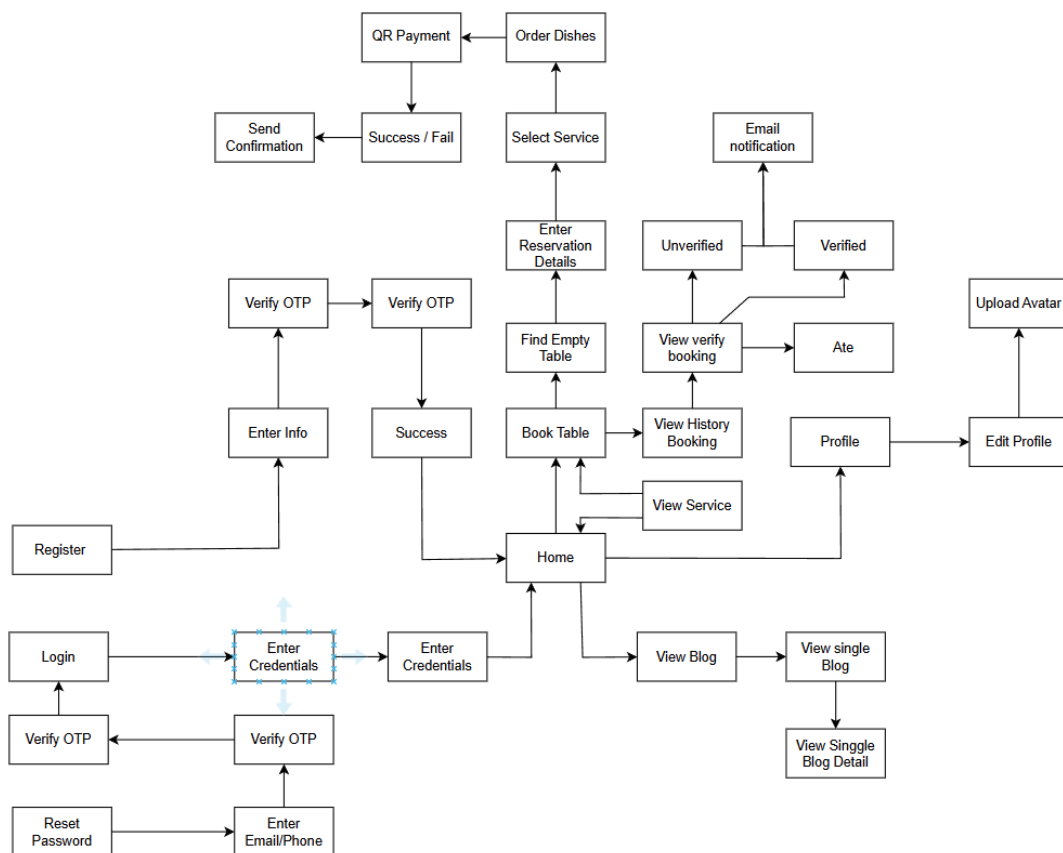 QR Payment
Order Dishes
Send
Confirmation
Success / Fail
Select Service
Email
notification
Enter
Reservation
Details
Unverified
Verified
Verify OTP
Verify OTP
Upload Avatar
Find Empty
Table
View verify
booking
Ate
Enter Info
Success
Book Table
View History
Booking
Profile
Edit Profile
View Service
Register
Home
Login
Enter
Credentials
Enter
Credentials
View Blog
View single
Blog
Verify OTP
Verify OTP
View Singgle
Blog Detail
Reset
Password
Enter
Email/Phone